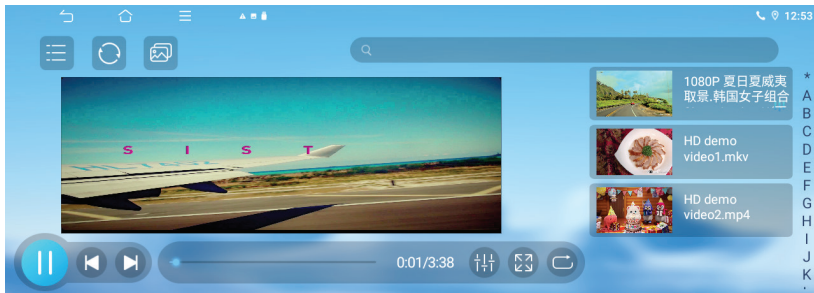 12:53
S I S T
0:01/3:38
1080P 夏日夏威夷
取景.韩国女子组合
HD demo
video1.mkv
HD demo
video2.mp4
*
A
B
C
D
E
F
G
H
I
J
K